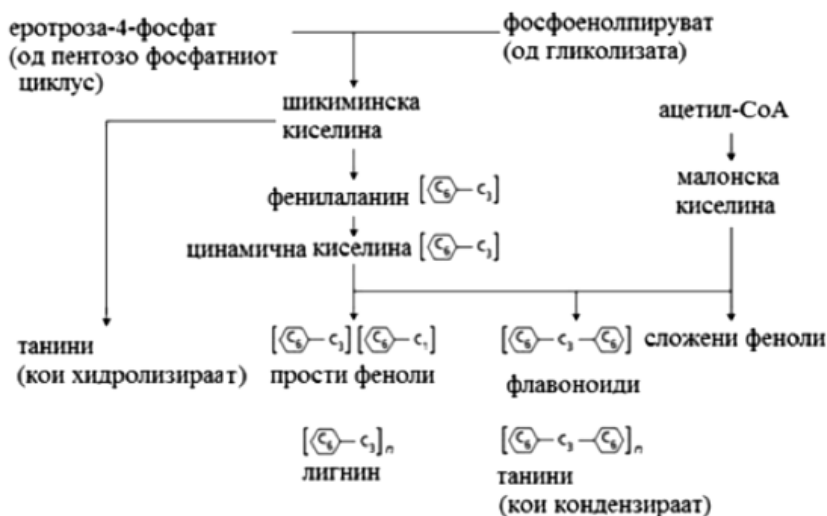 еротроза-4-фосфат
(од пентозо фосфатниот
циклус)
фосфоенолпируват
(од гликолизата)
шикиминска
киселина
ацетил-CoA
фенилаланин [C₆– C₃]
малонска
киселина
цинамична киселина [C₆– C₃]
танини
(кои хидролизираат)
[C₆– C₃][C₆– C₁]
прости феноли
[C₆– C₃–C₆] сложени феноли
флавоноиди
[C₆– C₃]n
лигнин
[C₆– C₃–C₆]n
танини
(кои кондензираат)